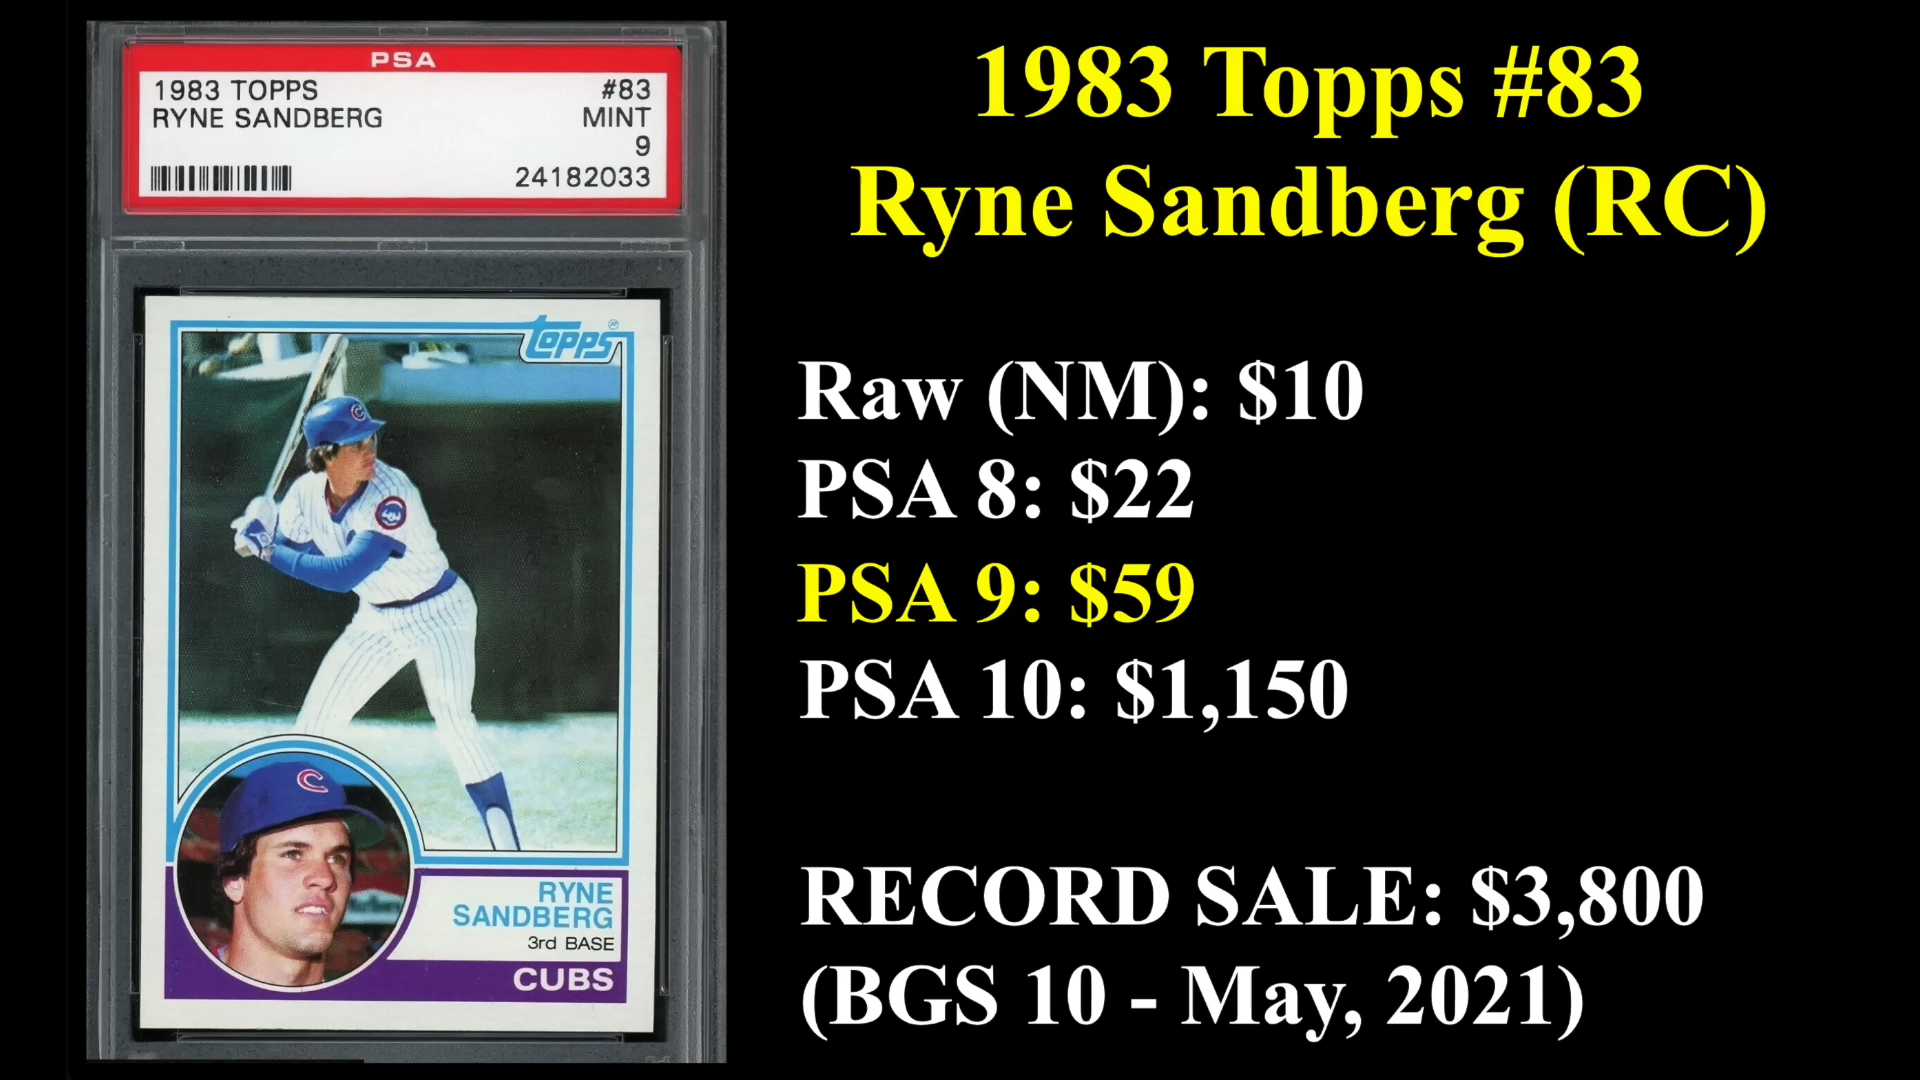 PSA
1983 TOPPS #83
RYNE SANDBERG MINT
9
24182033
Topps
RYNE
SANDBERG
3rd BASE
CUBS
1983 Topps #83
Ryne Sandberg (RC)
Raw (NM): $10
PSA 8: $22
PSA 9: $59
PSA 10: $1,150
RECORD SALE: $3,800
(BGS 10 - May, 2021)